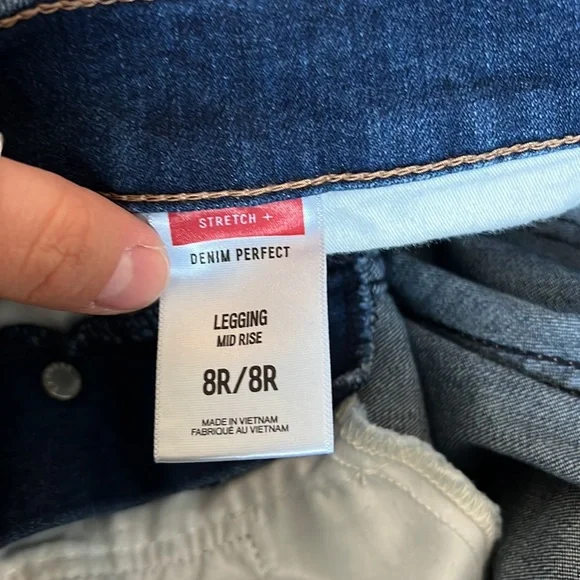 STRETCH +
DENIM PERFECT
LEGGING
MID RISE
8R/8R
MADE IN VIETNAM
FABRIQUÉ AU VIETNAM